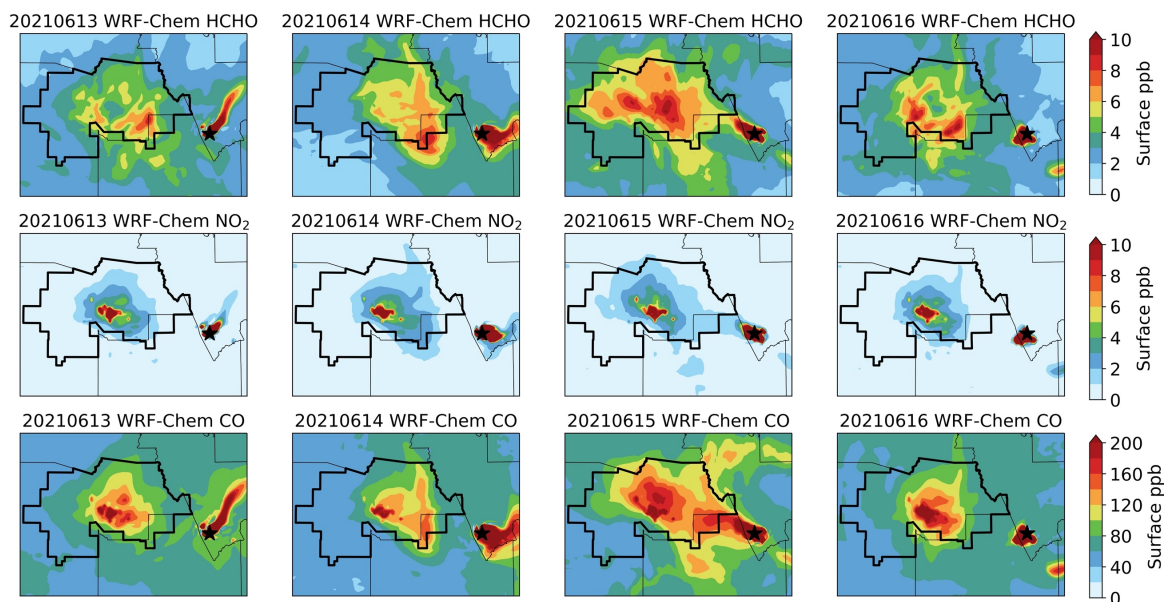 20210613 WRF-Chem HCHO
20210614 WRF-Chem HCHO
20210615 WRF-Chem HCHO
20210616 WRF-Chem HCHO
10
8
6
4
2
0
Surface ppb
20210613 WRF-Chem NO₂
20210614 WRF-Chem NO₂
20210615 WRF-Chem NO₂
20210616 WRF-Chem NO₂
10
8
6
4
2
0
Surface ppb
20210613 WRF-Chem CO
20210614 WRF-Chem CO
20210615 WRF-Chem CO
20210616 WRF-Chem CO
200
160
120
80
40
0
Surface ppb